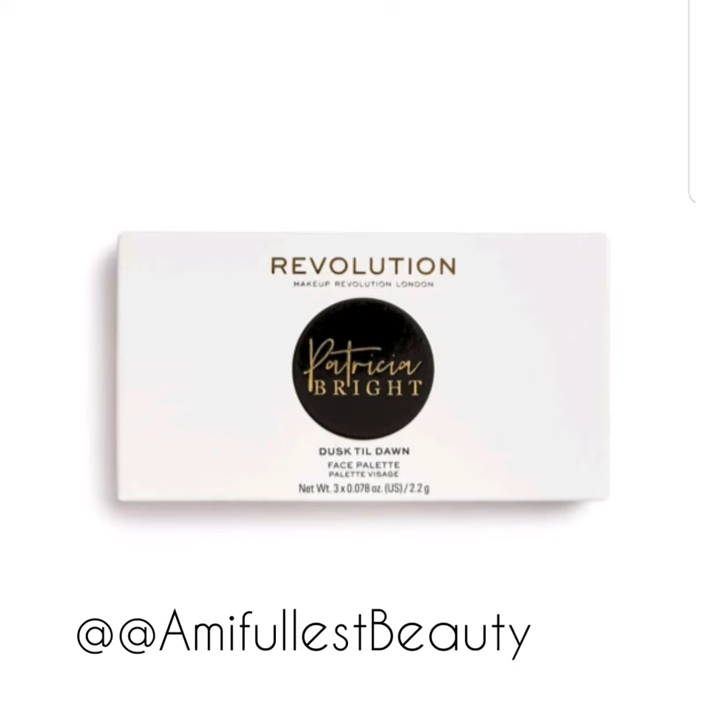 REVOLUTION
MAKEUP REVOLUTION LONDON
Patricia
BRIGHT
DUSK TIL DAWN
FACE PALETTE
PALETTE VISAGE
Net Wt. 3 x 0.078 oz. (US) / 2.2 g
@@AmifullestBeauty